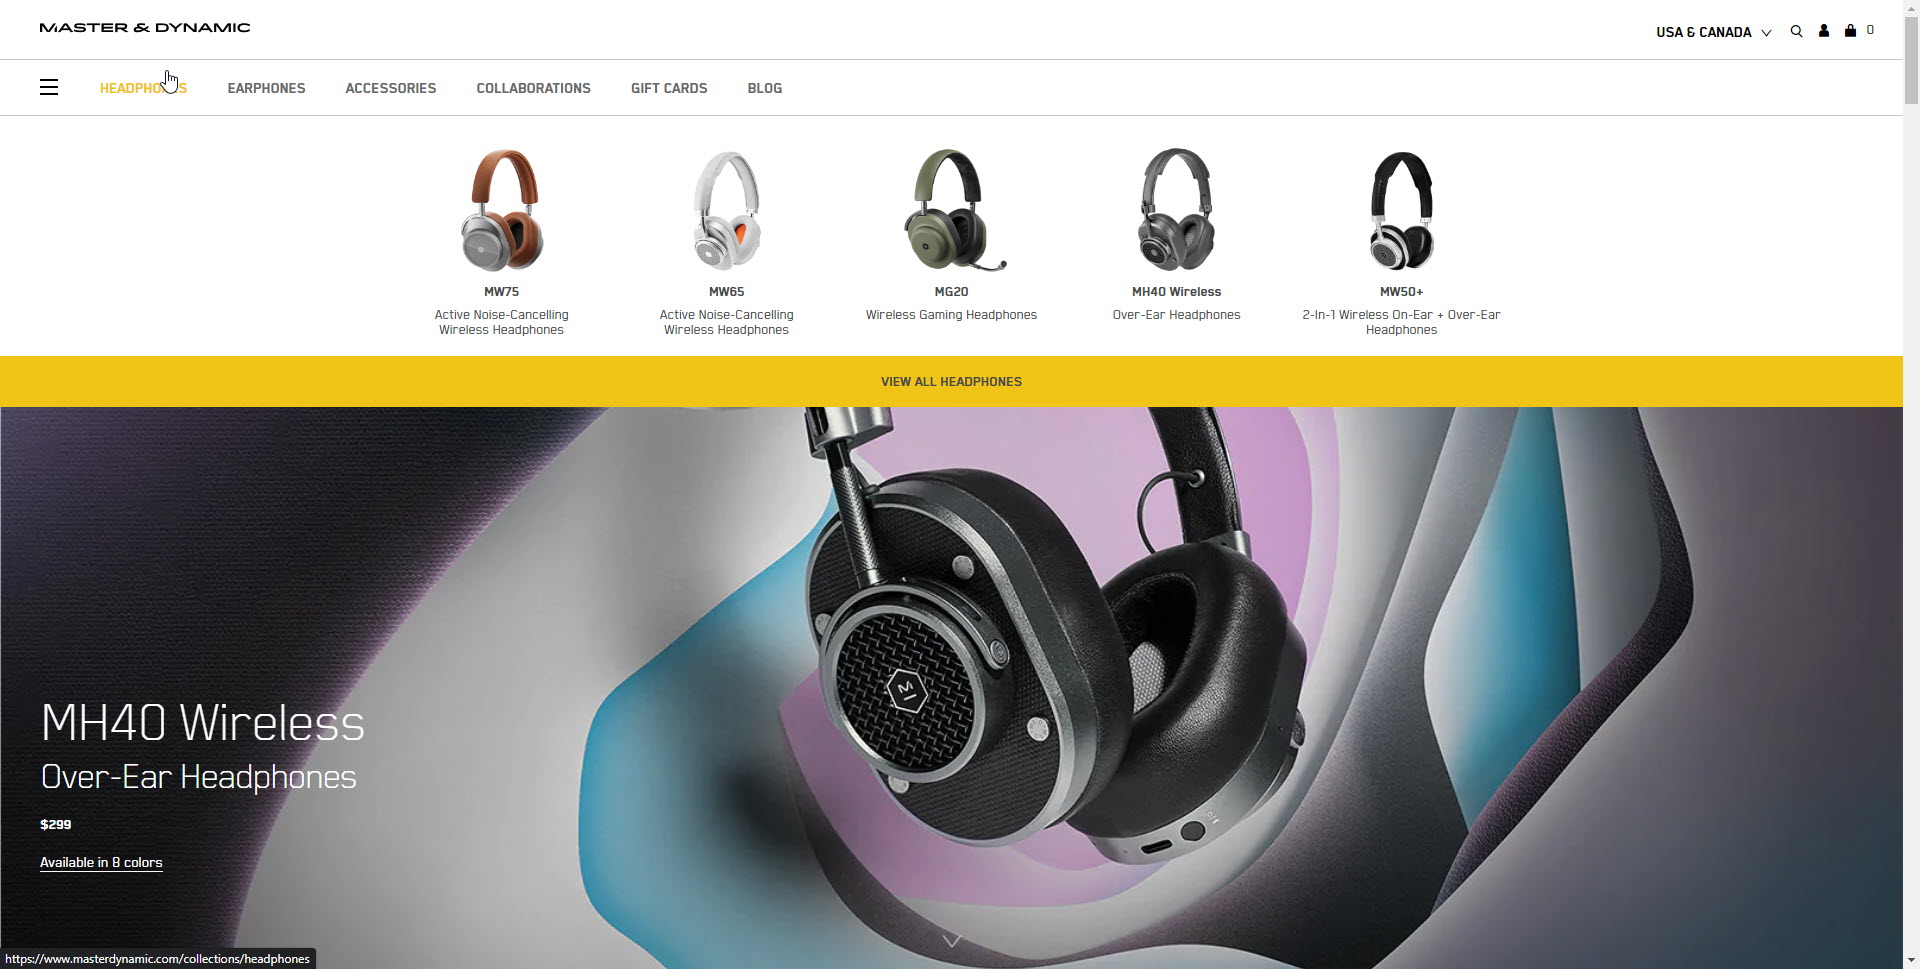 MASTER & DYNAMIC
USA & CANADA
0
HEADPHONES
EARPHONES
ACCESSORIES
COLLABORATIONS
GIFT CARDS
BLOG
MW75
Active Noise-Cancelling
Wireless Headphones
MW65
Active Noise-Cancelling
Wireless Headphones
MG20
Wireless Gaming Headphones
MH40 Wireless
Over-Ear Headphones
MW50+
2-In-1 Wireless On-Ear + Over-Ear
Headphones
VIEW ALL HEADPHONES
MH40 Wireless
Over-Ear Headphones
$299
Available in 8 colors
https://www.masterdynamic.com/collections/headphones